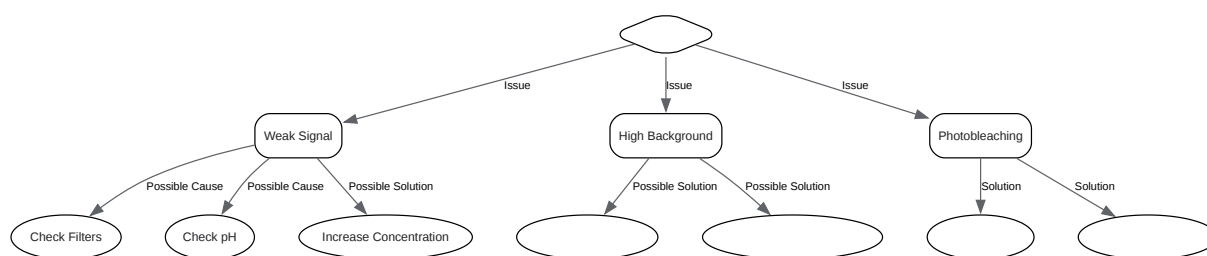 Issue
Issue
Issue
Weak Signal
High Background
Photobleaching
Possible Cause
Possible Cause
Possible Solution
Possible Solution
Possible Solution
Solution
Solution
Check Filters
Check pH
Increase Concentration